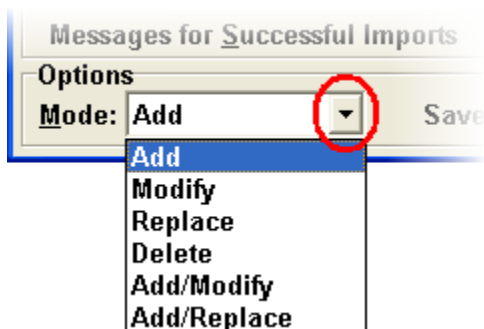 Messages for Successful Imports
Options
Mode: Add Save
Add
Modify
Replace
Delete
Add/Modify
Add/Replace